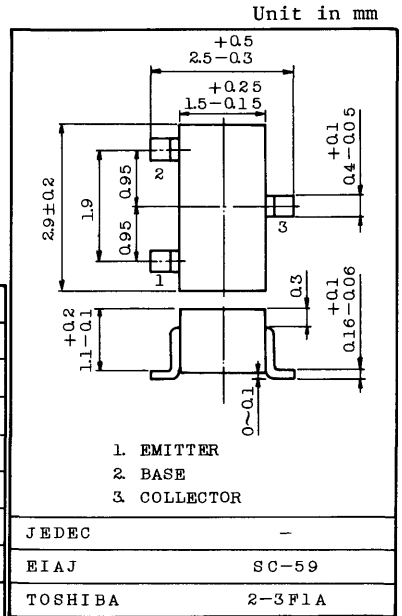 Unit in mm
+0.5
2.5-0.3
+0.25
1.5-0.15
2.9±0.2
1.9
0.95
0.95
2
1
3
+0.1
0.4-0.05
+0.2
1.1-0.1
0.3
+0.1
0.16-0.06
0~0.1
1. EMITTER
2. BASE
3. COLLECTOR
JEDEC –
EIAJ SC-59
TOSHIBA 2-3F1A